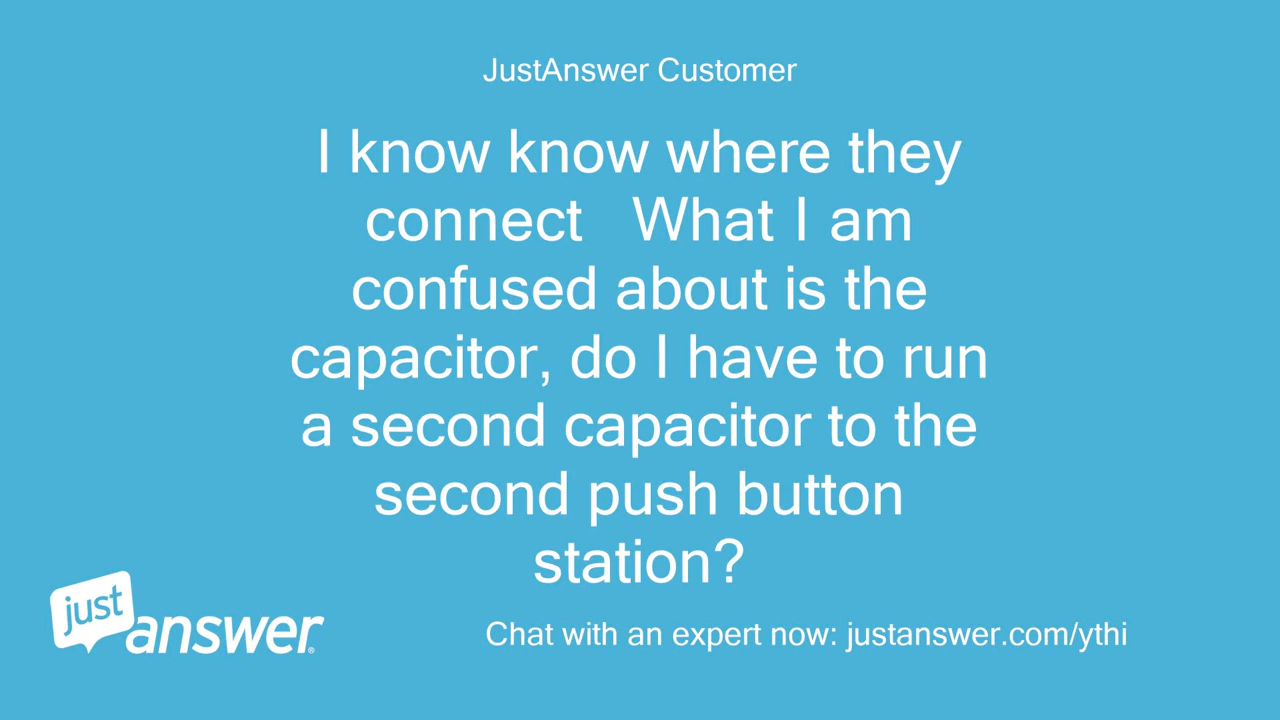 JustAnswer Customer
I know know where they
connect   What I am
confused about is the
capacitor, do I have to run
a second capacitor to the
second push button
station?
just
answer®
Chat with an expert now: justanswer.com/ythi